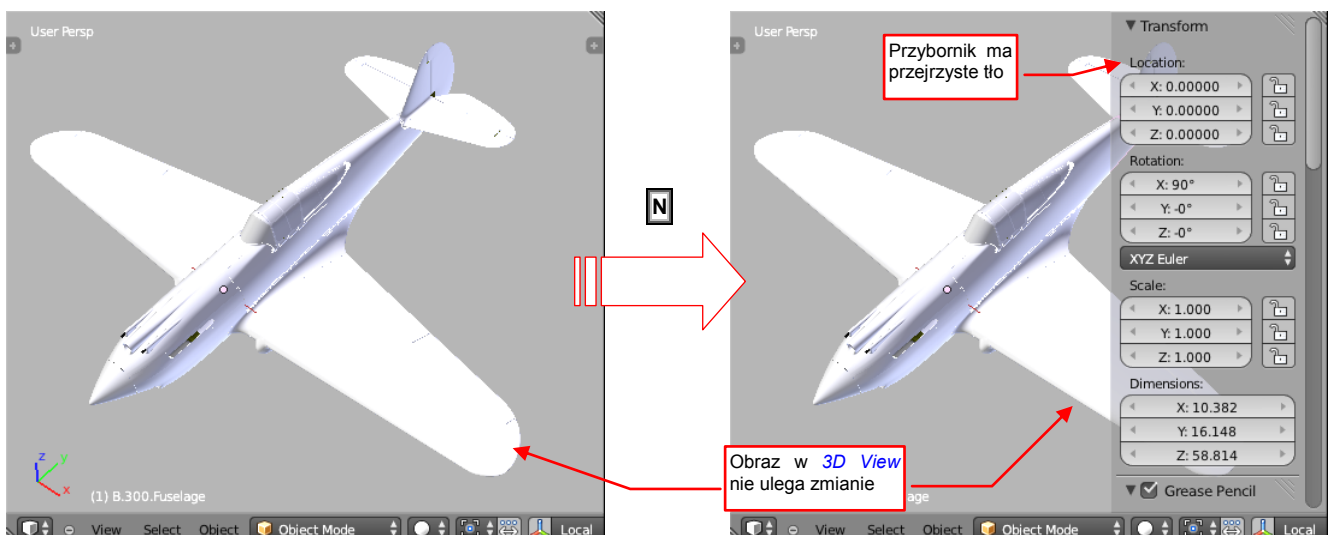 User Persp
z
y
x
(1) B.300.Fuselage
View Select Object Object Mode Local
N
User Persp
Przybornik ma
przejrzyste tło
Transform
Location:
X: 0.00000
Y: 0.00000
Z: 0.00000
Rotation:
X: 90°
Y: -0°
Z: -0°
XYZ Euler
Scale:
X: 1.000
Y: 1.000
Z: 1.000
Dimensions:
X: 10.382
Y: 16.148
Z: 58.814
Grease Pencil
Obraz w 3D View
nie ulega zmianie
age
View Select Object Object Mode Local